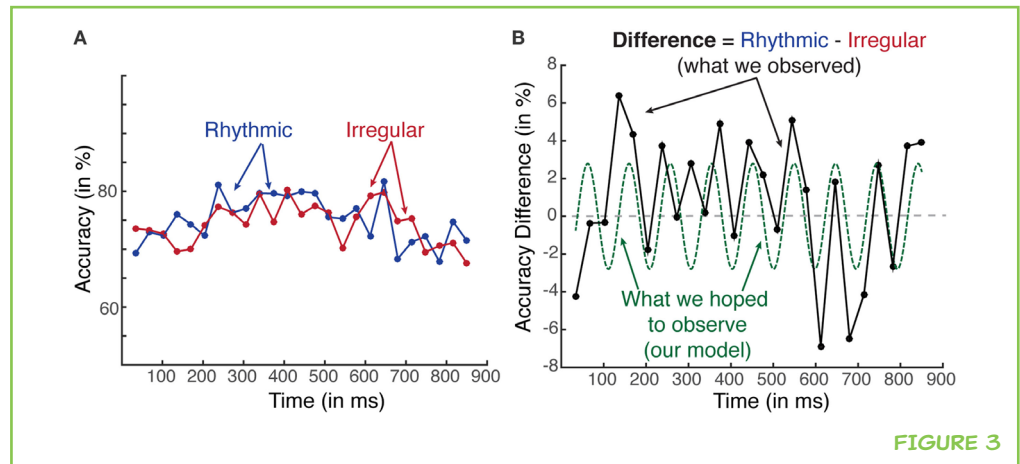 A
Accuracy (in %)
80
60
Rhythmic
Irregular
100 200 300 400 500 600 700 800 900
Time (in ms)
B
Difference = Rhythmic - Irregular
(what we observed)
Accuracy Difference (in %)
8
6
4
2
0
-2
-4
-6
-8
What we hoped
to observe
(our model)
100 200 300 400 500 600 700 800 900
Time (in ms)
FIGURE 3